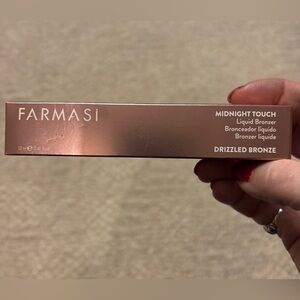 FARMASi
MIDNIGHT TOUCH
Liquid Bronzer
Bronceador líquido
Bronzer liquide
DRIZZLED BRONZE